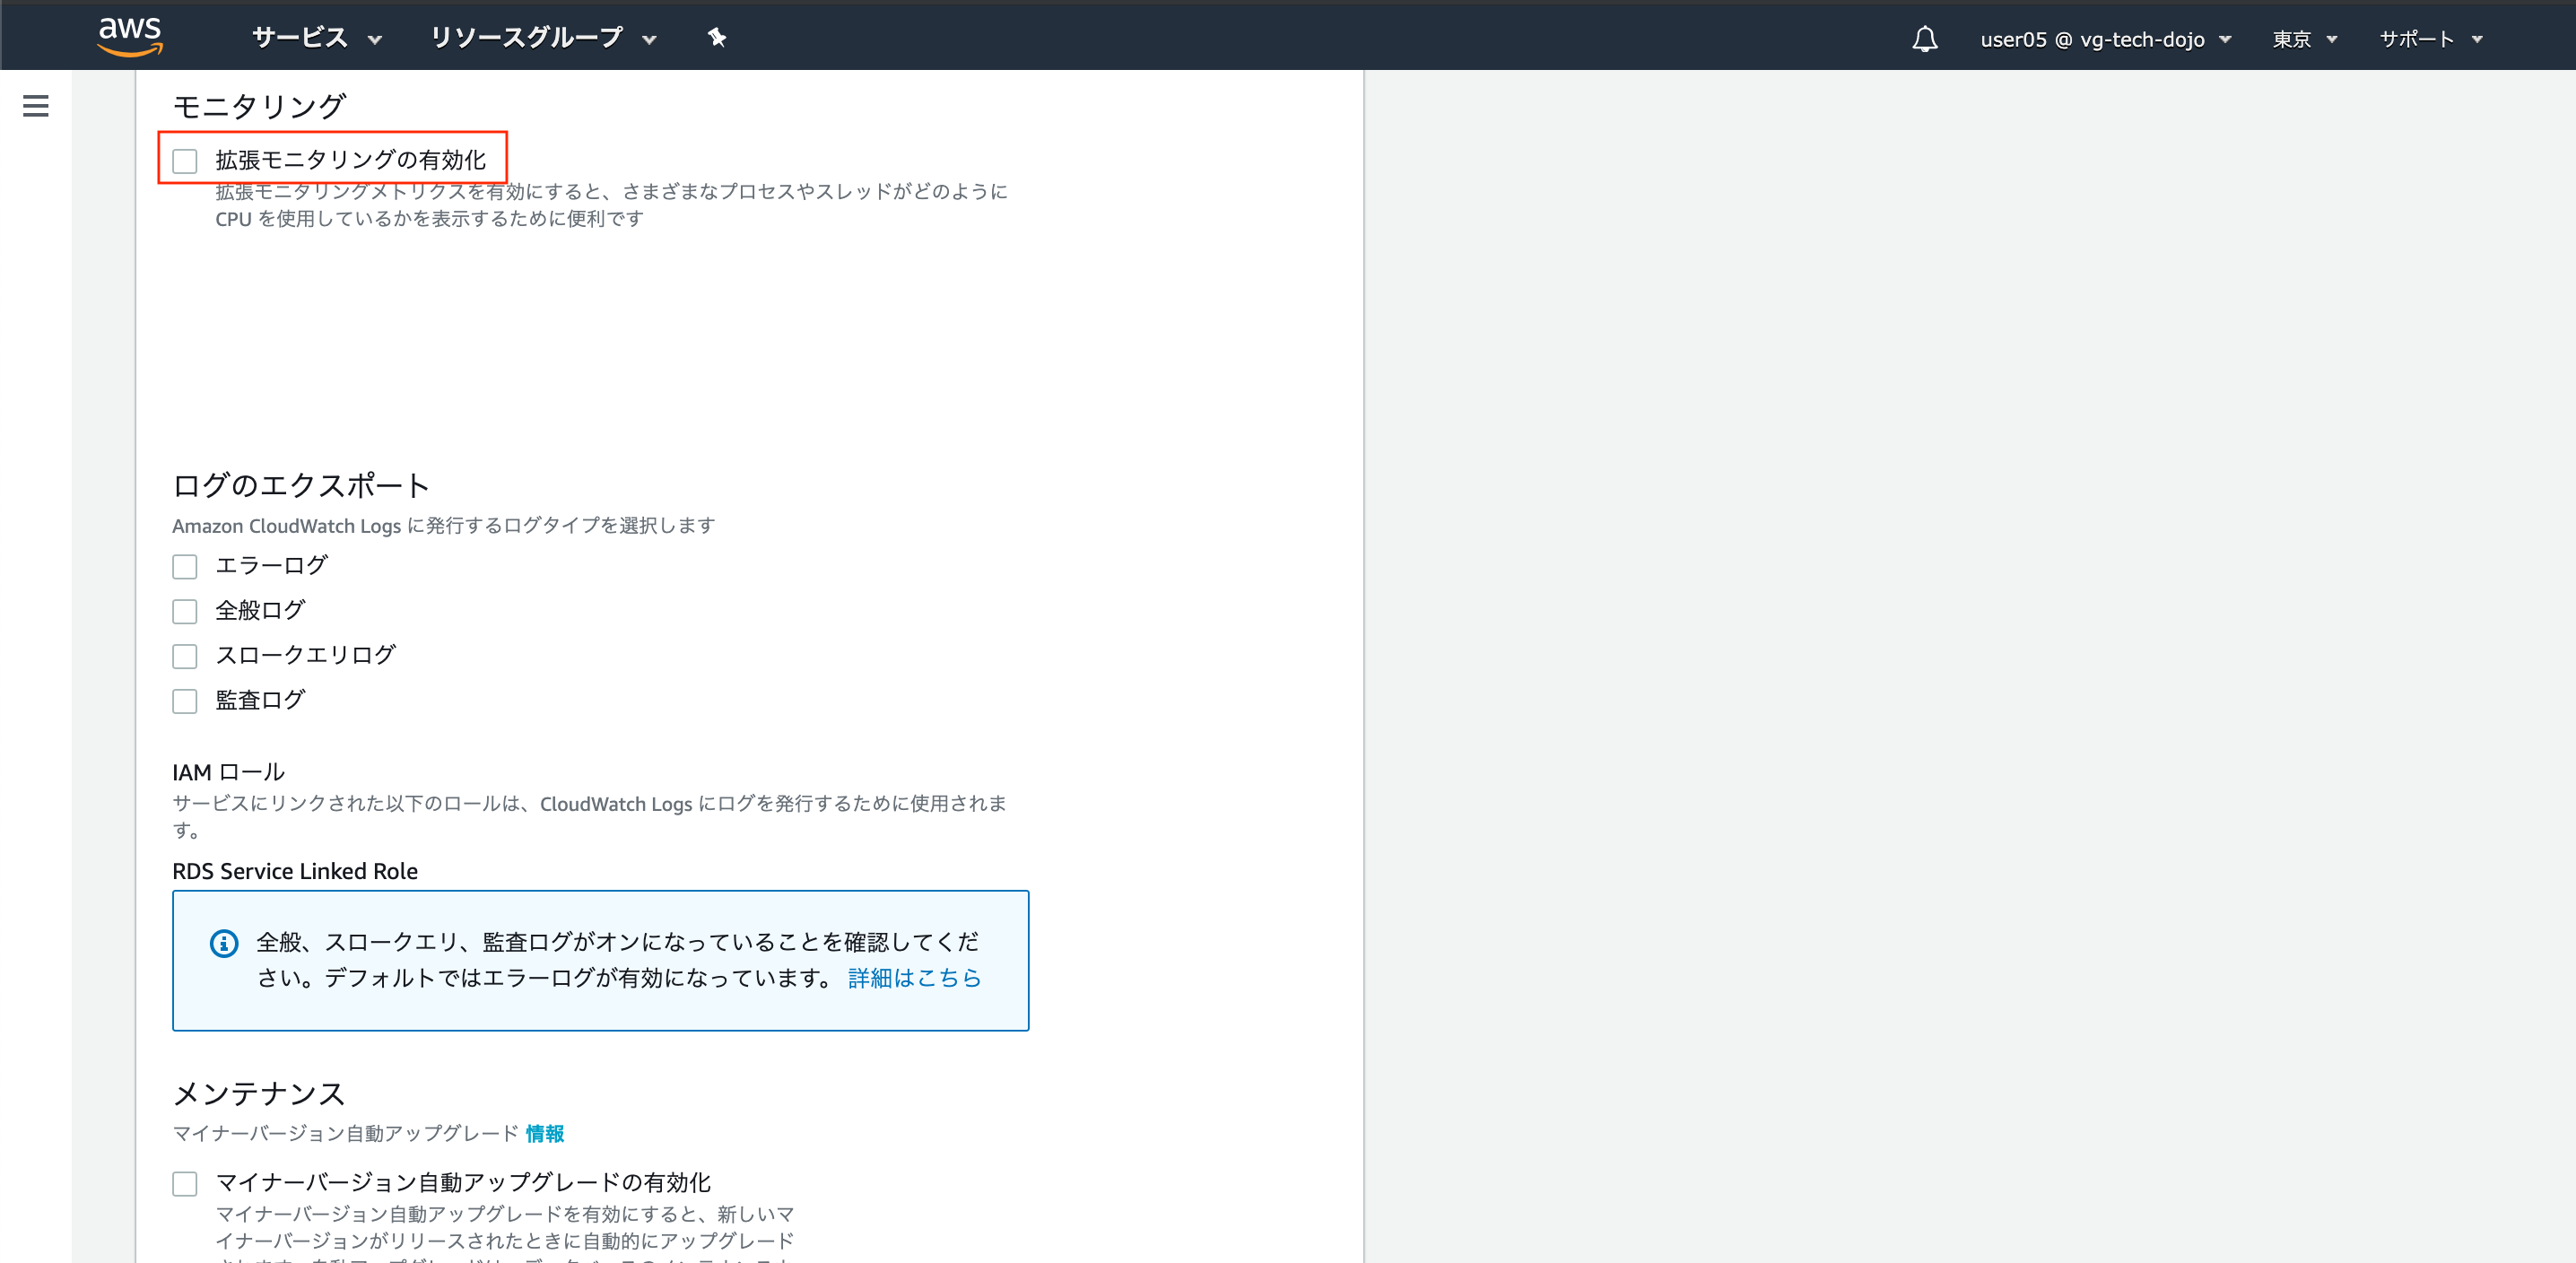 aws サービス リソースグループ user05 @ vg-tech-dojo 東京 サポート
モニタリング
拡張モニタリングの有効化
拡張モニタリングメトリクスを有効にすると、さまざまなプロセスやスレッドがどのように
CPU を使用しているかを表示するために便利です
ログのエクスポート
Amazon CloudWatch Logs に発行するログタイプを選択します
エラーログ
全般ログ
スロークエリログ
監査ログ
IAM ロール
サービスにリンクされた以下のロールは、CloudWatch Logs にログを発行するために使用されま
す。
RDS Service Linked Role
全般、スロークエリ、監査ログがオンになっていることを確認してくだ
さい。デフォルトではエラーログが有効になっています。 詳細はこちら
メンテナンス
マイナーバージョン自動アップグレード 情報
マイナーバージョン自動アップグレードの有効化
マイナーバージョン自動アップグレードを有効にすると、新しいマ
イナーバージョンがリリースされたときに自動的にアップグレード